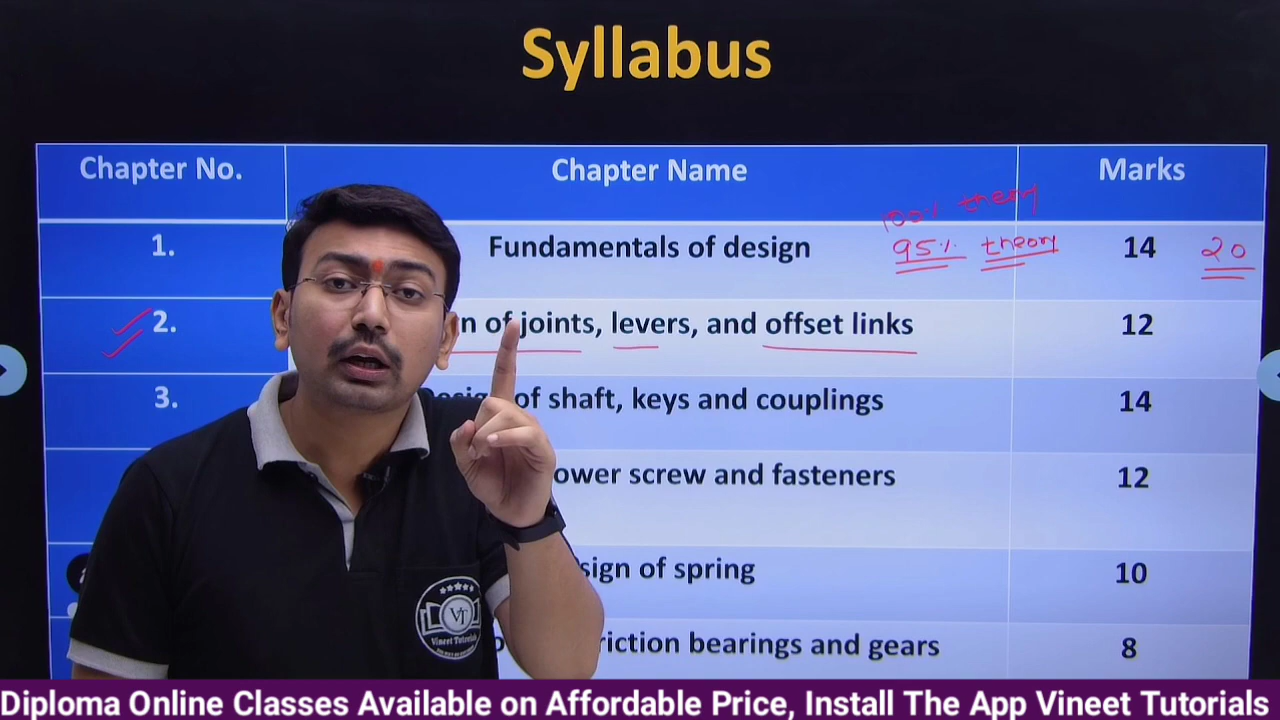 Syllabus
Chapter No. Chapter Name Marks
100% theory
1. Fundamentals of design 95% theory 14 20
2. n of joints, levers, and offset links 12
3. Design of shaft, keys and couplings 14
ower screw and fasteners 12
sign of spring 10
riction bearings and gears 8
VT
Vineet Tutorials
Diploma Online Classes Available on Affordable Price, Install The App Vineet Tutorials